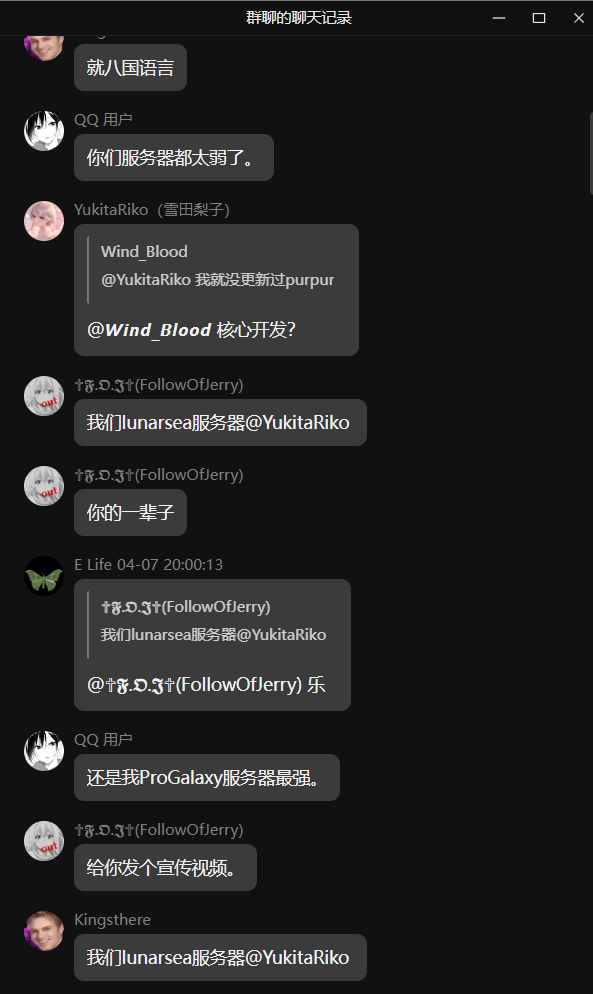 群聊的聊天记录
就八国语言
QQ 用户
你们服务器都太弱了。
YukitaRiko（雪田梨子）
Wind_Blood
@YukitaRiko 我就没更新过purpur
@𝙒𝙞𝙣𝙙_𝘽𝙡𝙤𝙤𝙙 核心开发?
✝𝕱.𝕺.𝕴✝(FollowOfJerry)
我们lunarsea服务器@YukitaRiko
✝𝕱.𝕺.𝕴✝(FollowOfJerry)
你的一辈子
E Life 04-07 20:00:13
✝𝕱.𝕺.𝕴✝(FollowOfJerry)
我们lunarsea服务器@YukitaRiko
@✝𝕱.𝕺.𝕴✝(FollowOfJerry) 乐
QQ 用户
还是我ProGalaxy服务器最强。
✝𝕱.𝕺.𝕴✝(FollowOfJerry)
给你发个宣传视频。
Kingsthere
我们lunarsea服务器@YukitaRiko